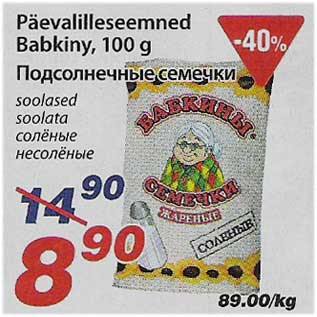 Päevalilleseemned
Babkiny, 100 g
-40%
Подсолнечные семечки
soolased
soolata
солёные
несолёные
14.90
8.90
БАБКИНЫ
СЕМЕЧКИ
ЖАРЕНЫЕ
СОЛЕНЫЕ
89.00/kg